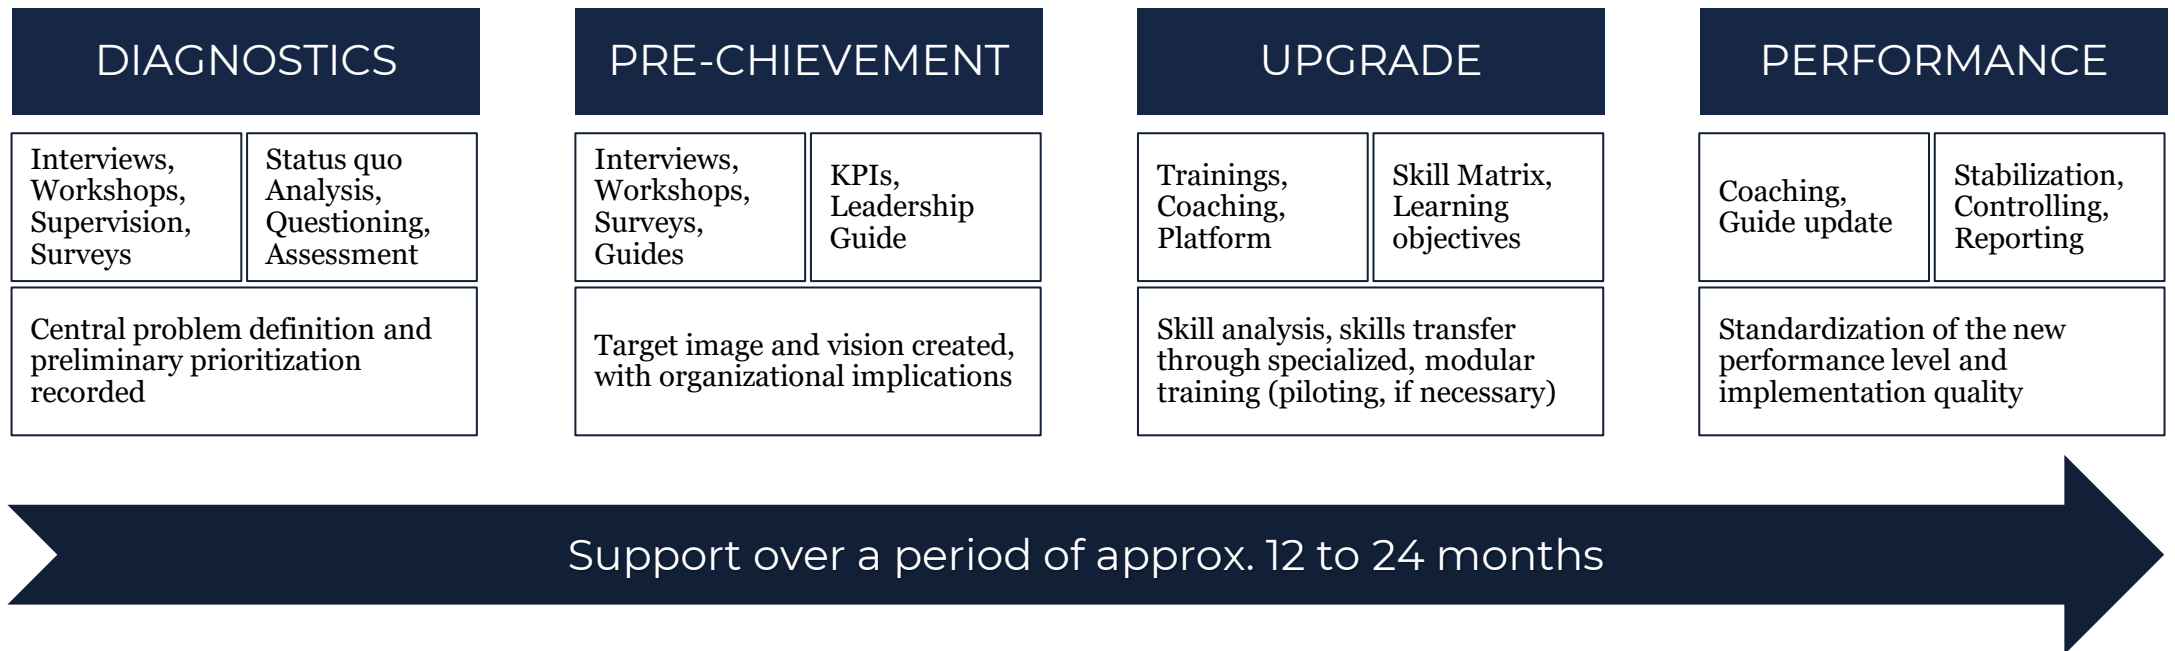 DIAGNOSTICS
Interviews,
Workshops,
Supervision,
Surveys
Status quo
Analysis,
Questioning,
Assessment
Central problem definition and
preliminary prioritization
recorded
PRE-CHIEVEMENT
Interviews,
Workshops,
Surveys,
Guides
KPIs,
Leadership
Guide
Target image and vision created,
with organizational implications
UPGRADE
Trainings,
Coaching,
Platform
Skill Matrix,
Learning
objectives
Skill analysis, skills transfer
through specialized, modular
training (piloting, if necessary)
PERFORMANCE
Coaching,
Guide update
Stabilization,
Controlling,
Reporting
Standardization of the new
performance level and
implementation quality
Support over a period of approx. 12 to 24 months